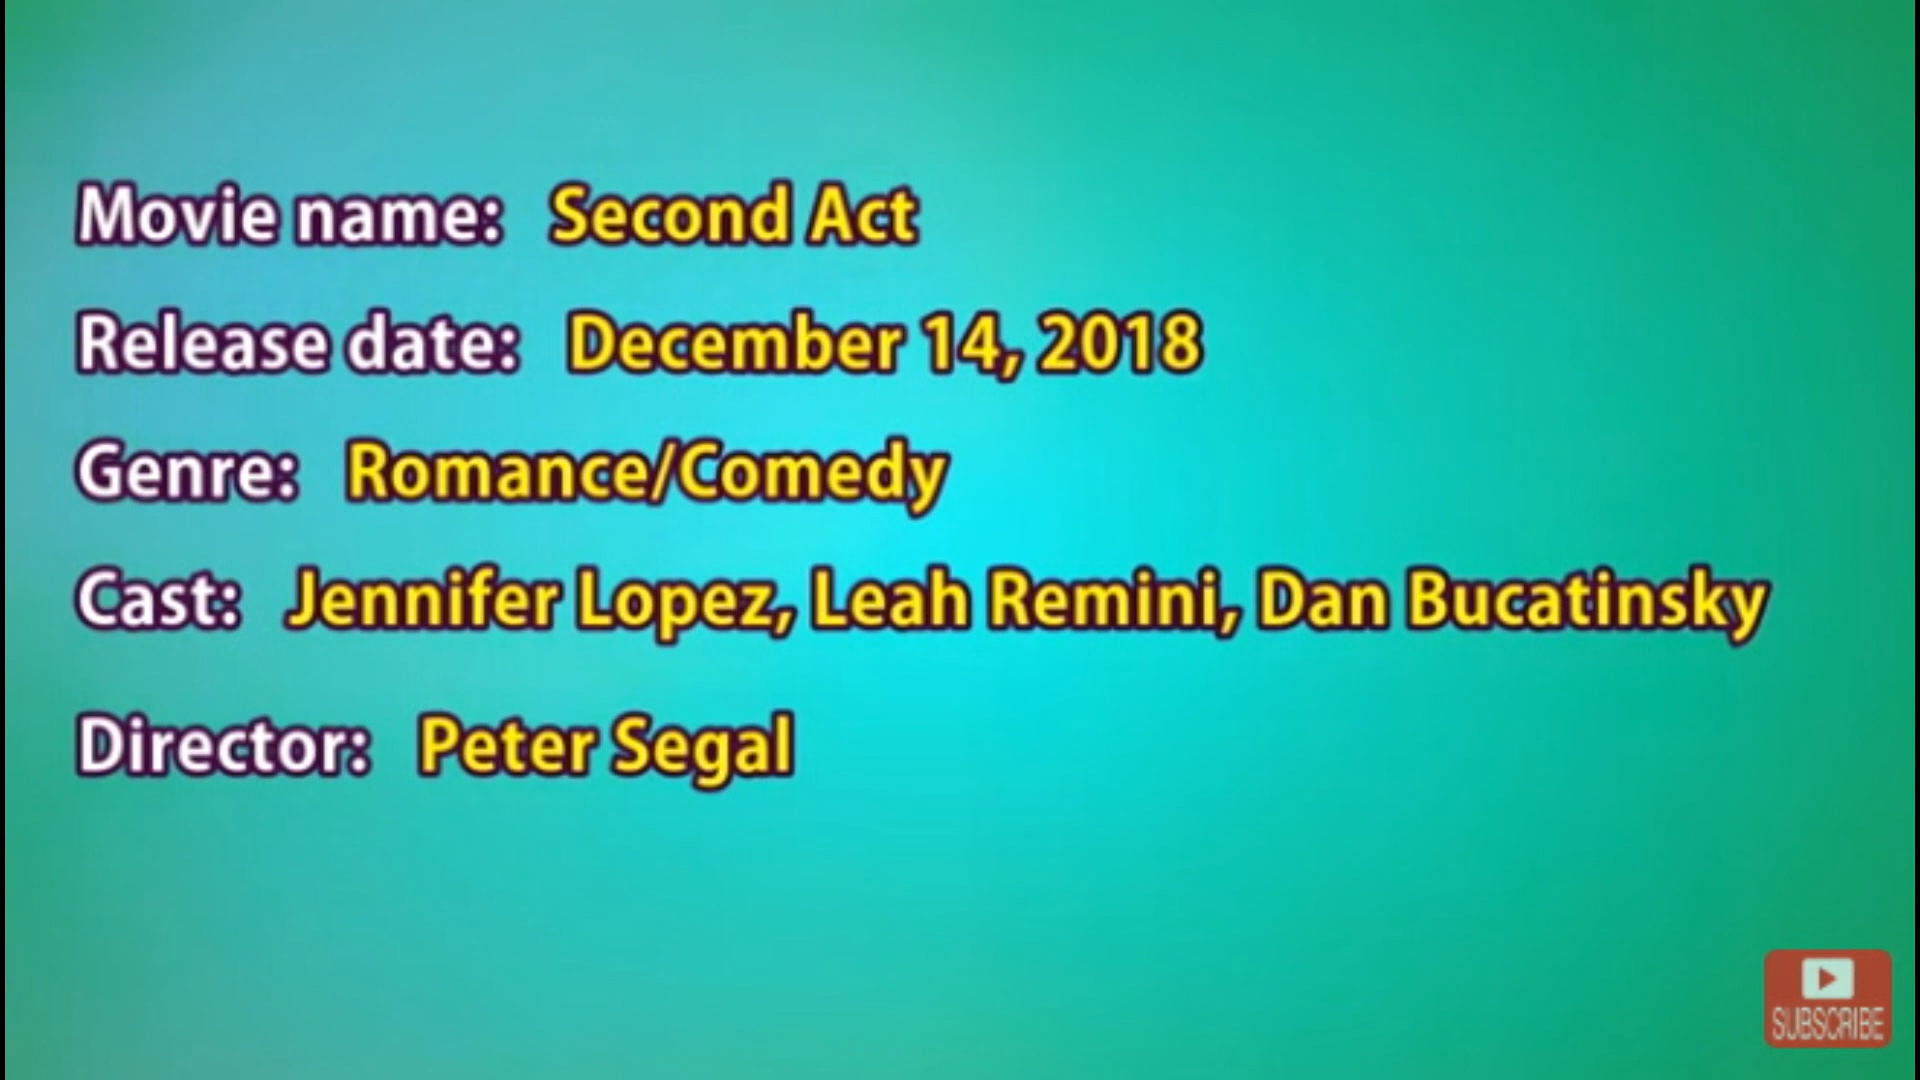 Movie name: Second Act
Release date: December 14, 2018
Genre: Romance/Comedy
Cast: Jennifer Lopez, Leah Remini, Dan Bucatinsky
Director: Peter Segal
SUBSCRIBE